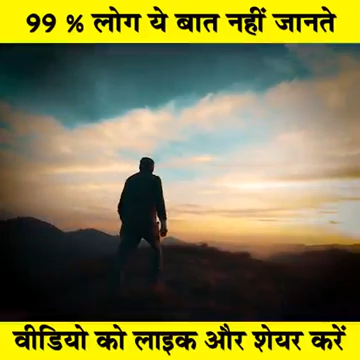 99 % लोग ये बात नहीं जानते
वीडियो को लाइक और शेयर करें